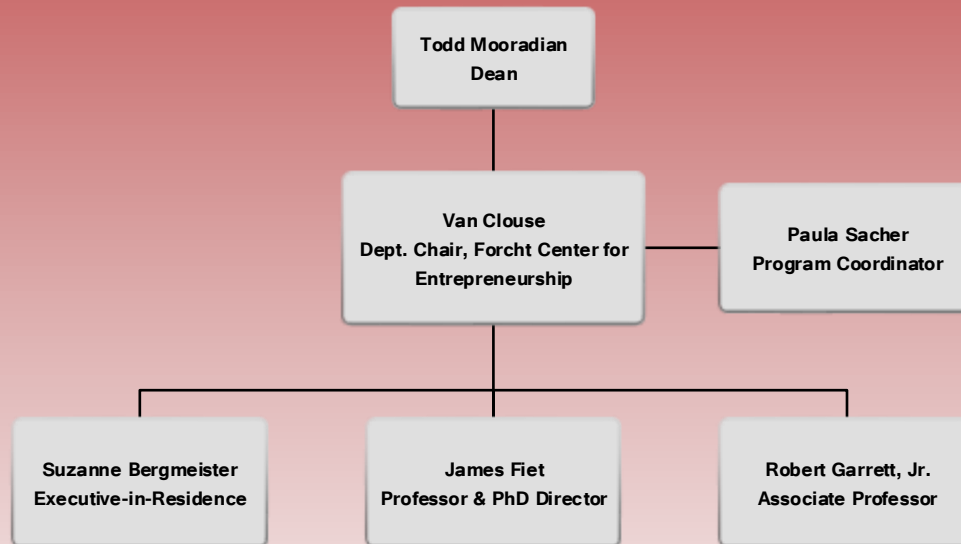 Todd Mooradian
Dean
Van Clouse
Dept. Chair, Forcht Center for
Entrepreneurship
Paula Sacher
Program Coordinator
Suzanne Bergmeister
Executive-in-Residence
James Fiet
Professor & PhD Director
Robert Garrett, Jr.
Associate Professor